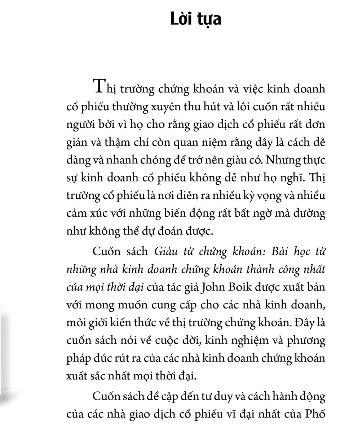 Lời tựa
Thị trường chứng khoán và việc kinh doanh
cổ phiếu thường xuyên thu hút và lôi cuốn rất nhiều
người bởi vì họ cho rằng giao dịch cổ phiếu rất đơn
giản và thậm chí còn quan niệm rằng đây là cách dễ
dàng và nhanh chóng để trở nên giàu có. Nhưng thực
sự kinh doanh cổ phiếu không dễ như họ nghĩ. Thị
trường cổ phiếu là nơi diễn ra nhiều kỳ vọng và nhiều
cảm xúc với những biến động rất bất ngờ mà dường
như không thể dự đoán được.
Cuốn sách Giàu từ chứng khoán: Bài học từ
những nhà kinh doanh chứng khoán thành công nhất
của mọi thời đại của tác giả John Boik được xuất bản
với mong muốn cung cấp cho các nhà kinh doanh,
môi giới kiến thức về thị trường chứng khoán. Đây là
cuốn sách nói về cuộc đời, kinh nghiệm và phương
pháp đúc rút ra của các nhà kinh doanh chứng khoán
xuất sắc nhất mọi thời đại.
Cuốn sách đề cập đến tư duy và cách hành động
của các nhà giao dịch cổ phiếu vĩ đại nhất của Phố